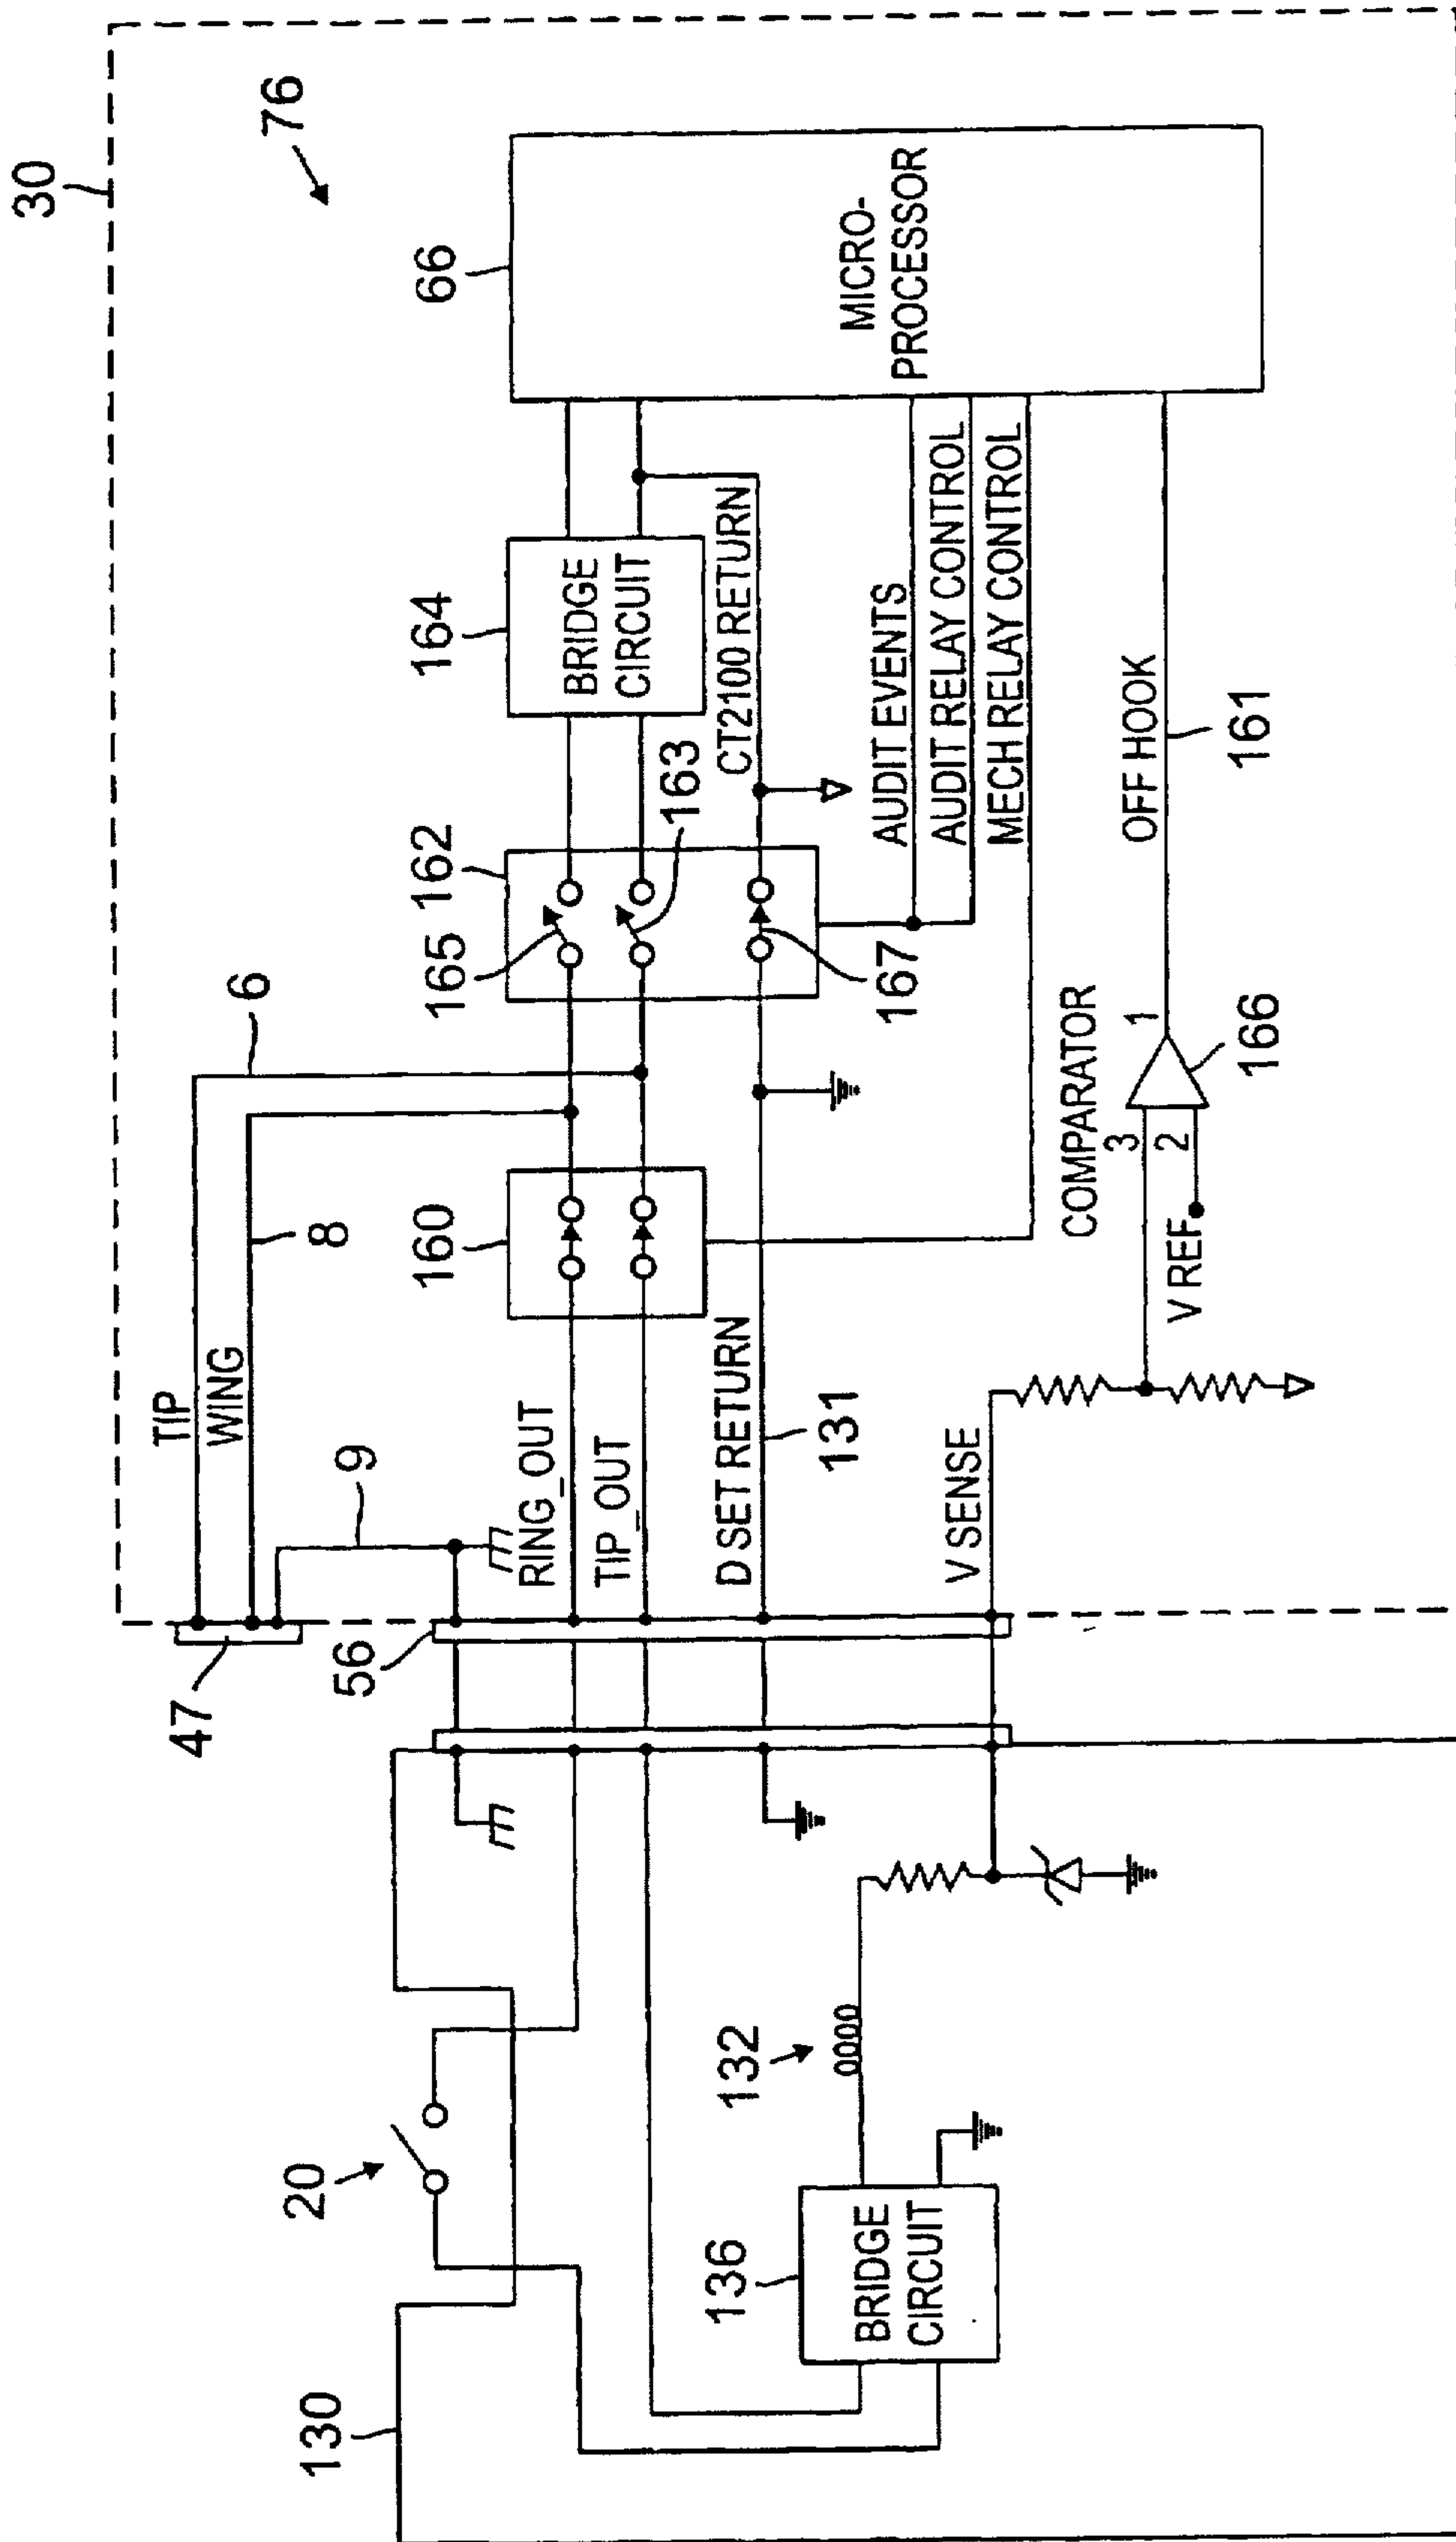 30
76
66
MICRO-
PROCESSOR
164
BRIDGE
CIRCUIT
CT2100 RETURN
AUDIT EVENTS
AUDIT RELAY CONTROL
MECH RELAY CONTROL
OFF HOOK
161
162
163
165
167
6
8
TIP
WING
9
160
RING_OUT
TIP_OUT
D SET RETURN
131
V SENSE
COMPARATOR
1
3
2
166
V REF
47
56
20
130
132
136
BRIDGE
CIRCUIT